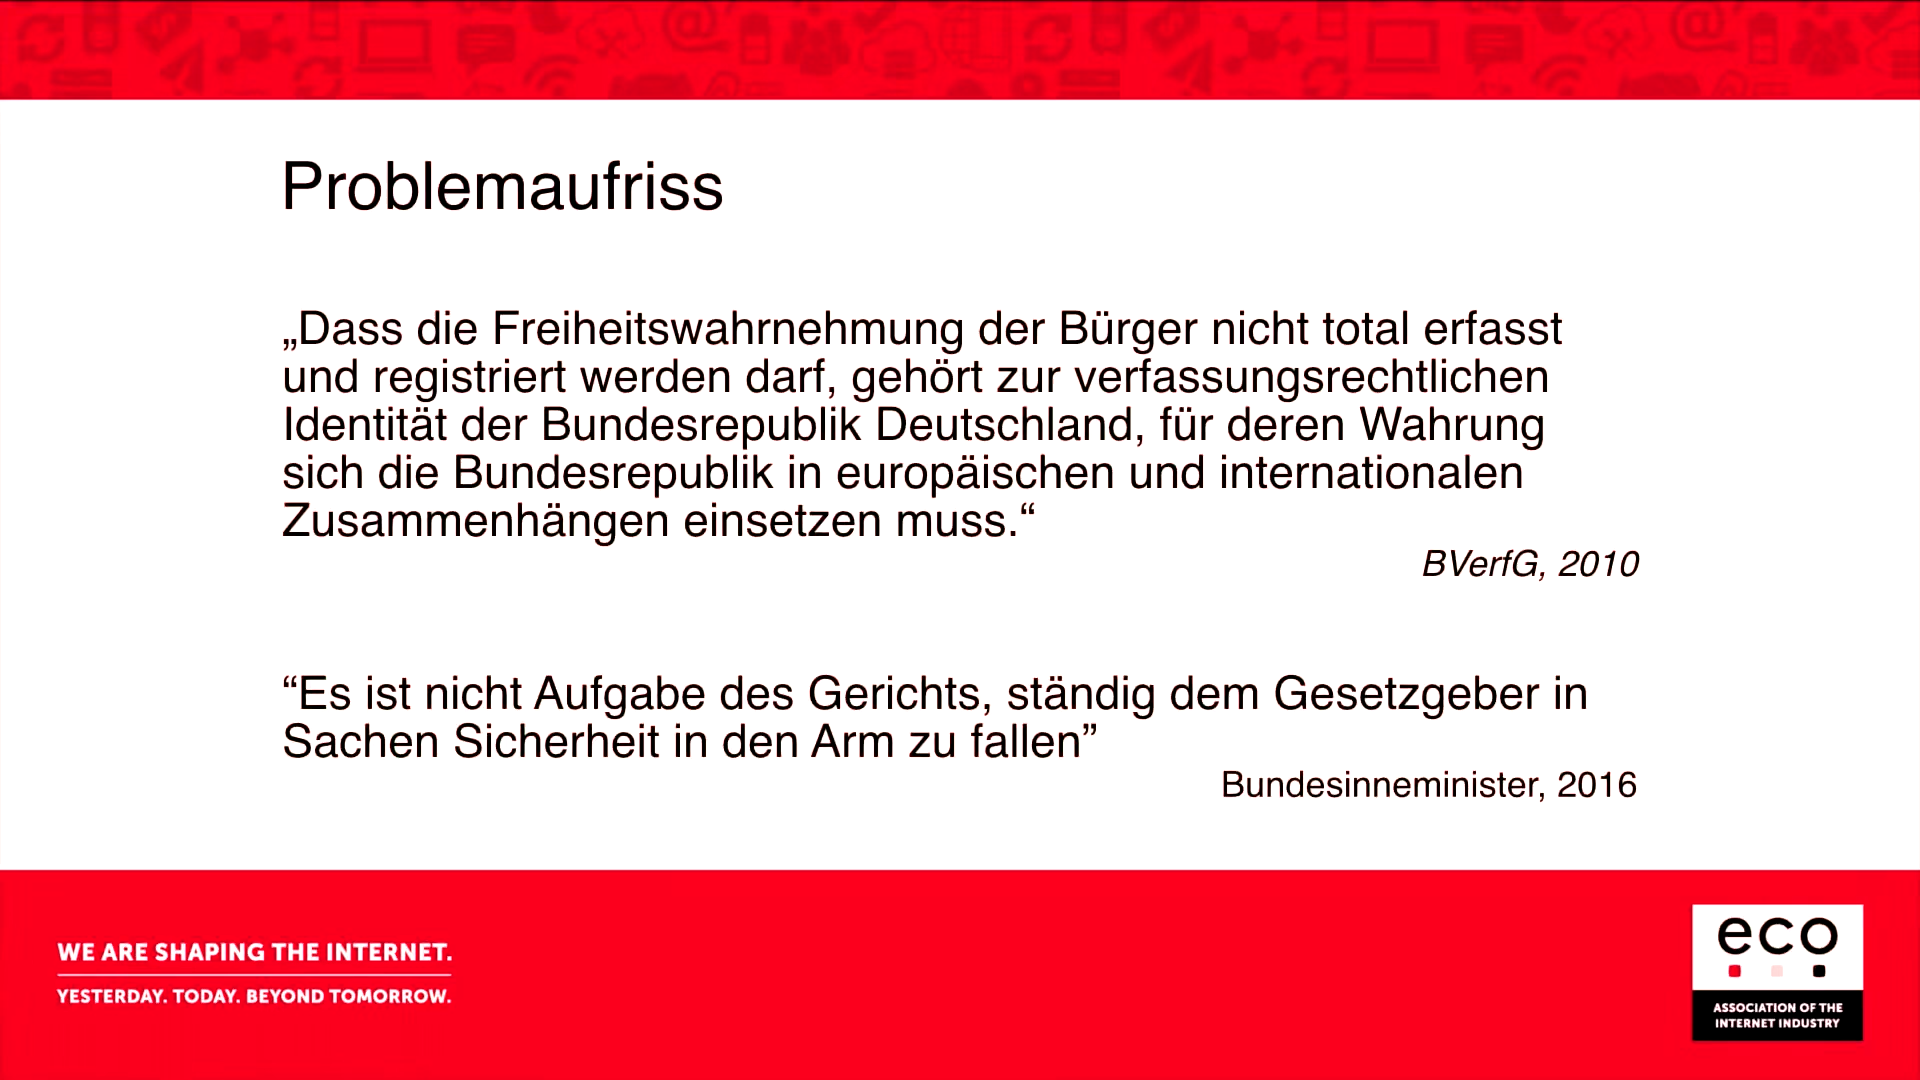 Problemaufriss
„Dass die Freiheitswahrnehmung der Bürger nicht total erfasst
und registriert werden darf, gehört zur verfassungsrechtlichen
Identität der Bundesrepublik Deutschland, für deren Wahrung
sich die Bundesrepublik in europäischen und internationalen
Zusammenhängen einsetzen muss.“
BVerfG, 2010
“Es ist nicht Aufgabe des Gerichts, ständig dem Gesetzgeber in
Sachen Sicherheit in den Arm zu fallen”
Bundesinneminister, 2016
WE ARE SHAPING THE INTERNET.
YESTERDAY. TODAY. BEYOND TOMORROW.
eco
ASSOCIATION OF THE
INTERNET INDUSTRY